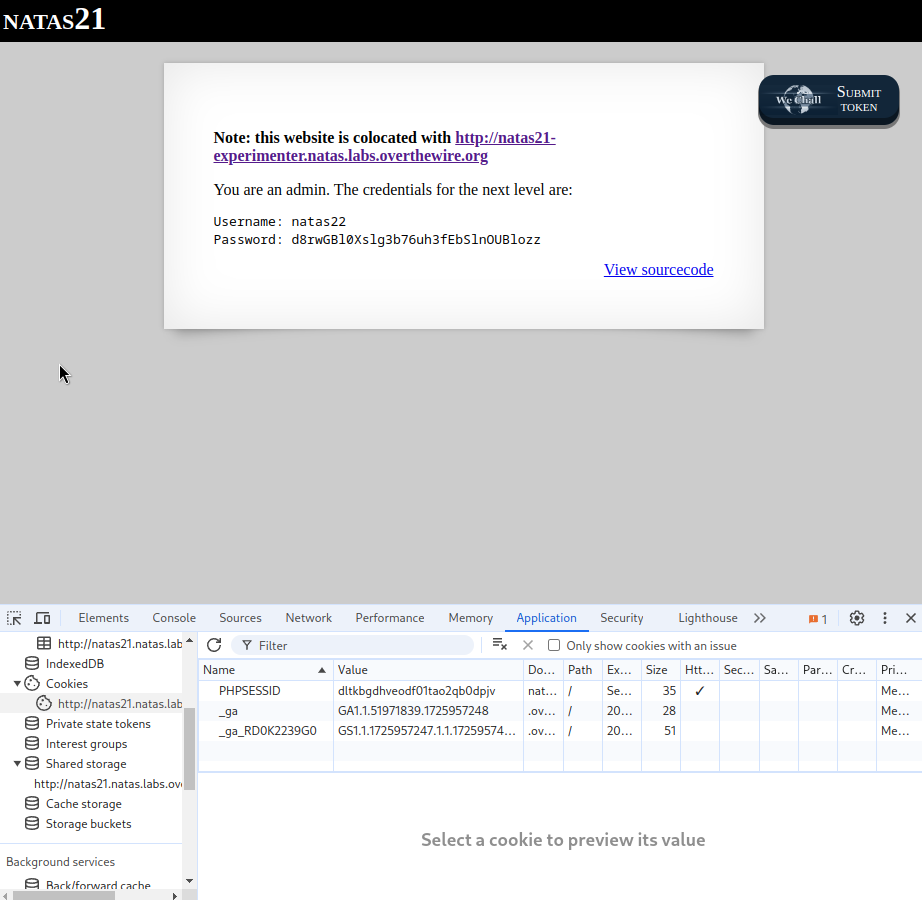 NATAS21
Note: this website is colocated with http://natas21-
experimenter.natas.labs.overthewire.org
You are an admin. The credentials for the next level are:
Username: natas22
Password: d8rwGBl0Xslg3b76uh3fEbSlnOUBlozz
View sourcecode
We Chall
SUBMIT
TOKEN
Elements Console Sources Network Performance Memory Application Security Lighthouse 1
http://natas21.natas.lab
IndexedDB
Cookies
http://natas21.natas.lab
Private state tokens
Interest groups
Shared storage
http://natas21.natas.labs.ov
Cache storage
Storage buckets
Background services
Back/forward cache
Filter Only show cookies with an issue
Name Value Do... Path Ex... Size Htt... Sec... Sa... Par... Cr... Pri...
PHPSESSID dltkbgdhveodf01tao2qb0dpjv nat... / Se... 35 ✓ Me...
_ga GA1.1.51971839.1725957248 .ov... / 20... 28 Me...
_ga_RD0K2239G0 GS1.1.1725957247.1.1.17259574... .ov... / 20... 51 Me...
Select a cookie to preview its value